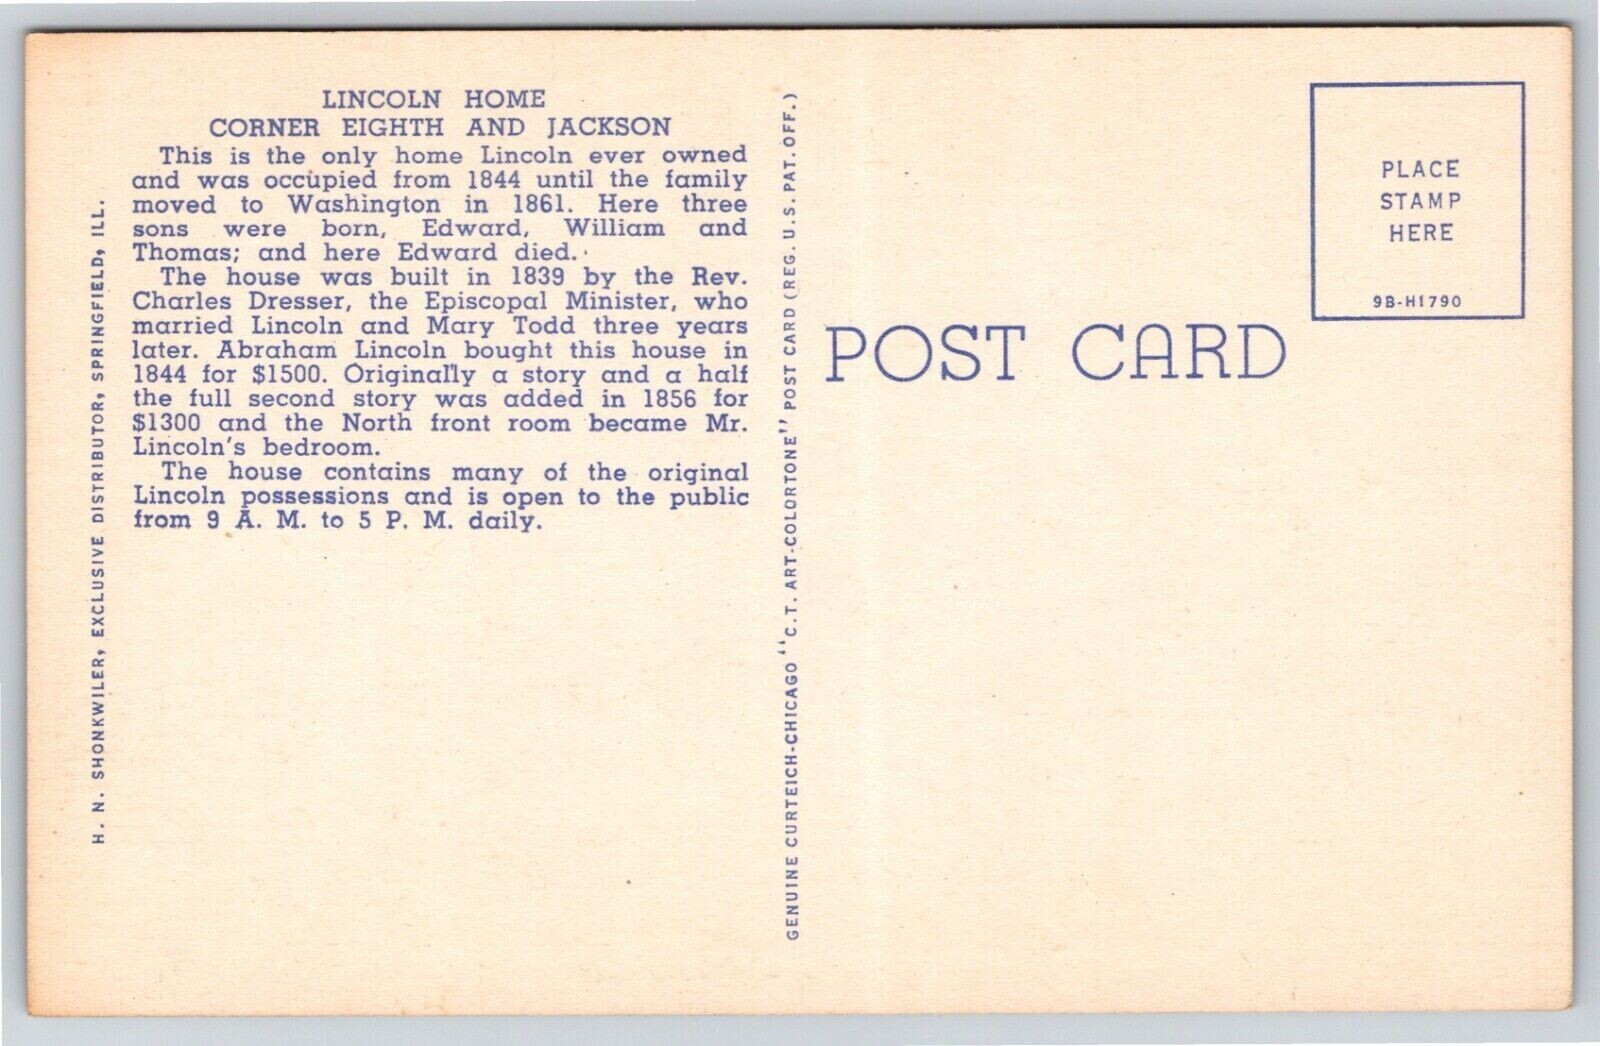 LINCOLN HOME
CORNER EIGHTH AND JACKSON
This is the only home Lincoln ever owned
and was occupied from 1844 until the family
moved to Washington in 1861. Here three
sons were born, Edward, William and
Thomas; and here Edward died.
The house was built in 1839 by the Rev.
Charles Dresser, the Episcopal Minister, who
married Lincoln and Mary Todd three years
later. Abraham Lincoln bought this house in
1844 for $1500. Originally a story and a half
the full second story was added in 1856 for
$1300 and the North front room became Mr.
Lincoln's bedroom.
The house contains many of the original
Lincoln possessions and is open to the public
from 9 A. M. to 5 P. M. daily.
H. N. SHONKWILER, EXCLUSIVE DISTRIBUTOR, SPRINGFIELD, ILL.
GENUINE CURTEICH-CHICAGO "C.T. ART-COLORTONE" POST CARD (REG. U.S. PAT. OFF.)
POST CARD
PLACE
STAMP
HERE
9B-H1790